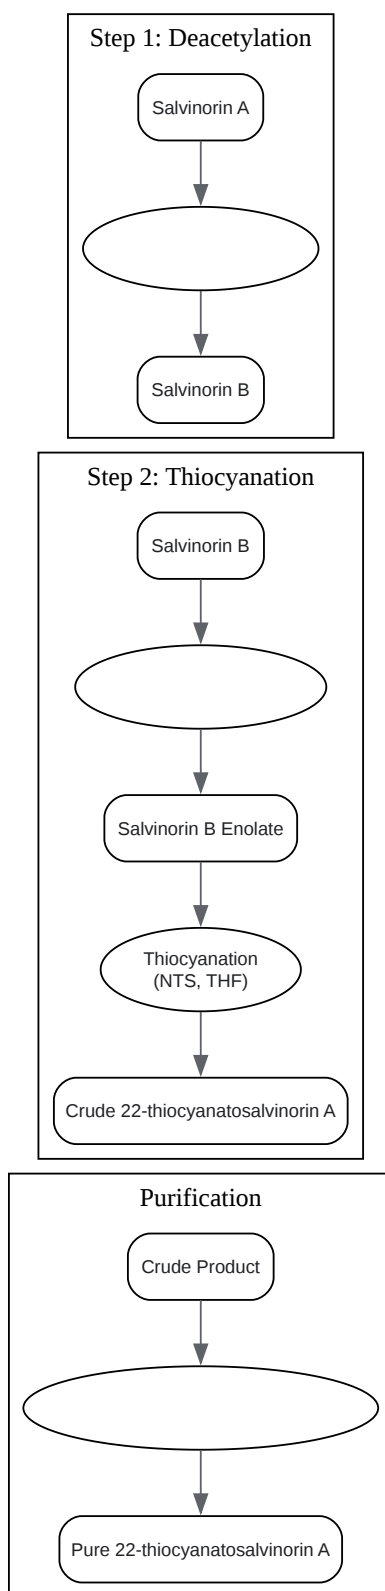 Step 1: Deacetylation
Salvinorin A
Salvinorin B
Step 2: Thiocyanation
Salvinorin B
Salvinorin B Enolate
Thiocyanation
(NTS, THF)
Crude 22-thiocyanatosalvinorin A
Purification
Crude Product
Pure 22-thiocyanatosalvinorin A